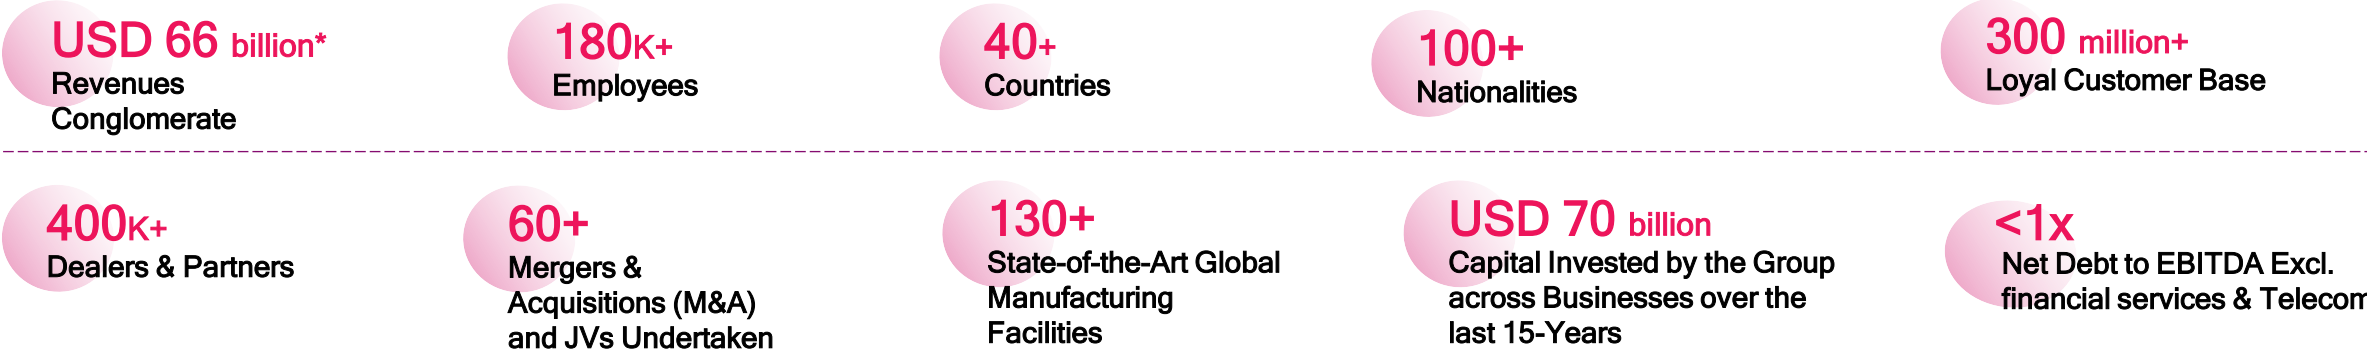 USD 66 billion*
Revenues
Conglomerate
180K+
Employees
40+
Countries
100+
Nationalities
300 million+
Loyal Customer Base
400K+
Dealers & Partners
60+
Mergers &
Acquisitions (M&A)
and JVs Undertaken
130+
State-of-the-Art Global
Manufacturing
Facilities
USD 70 billion
Capital Invested by the Group
across Businesses over the
last 15-Years
<1x
Net Debt to EBITDA Excl.
financial services & Telecom